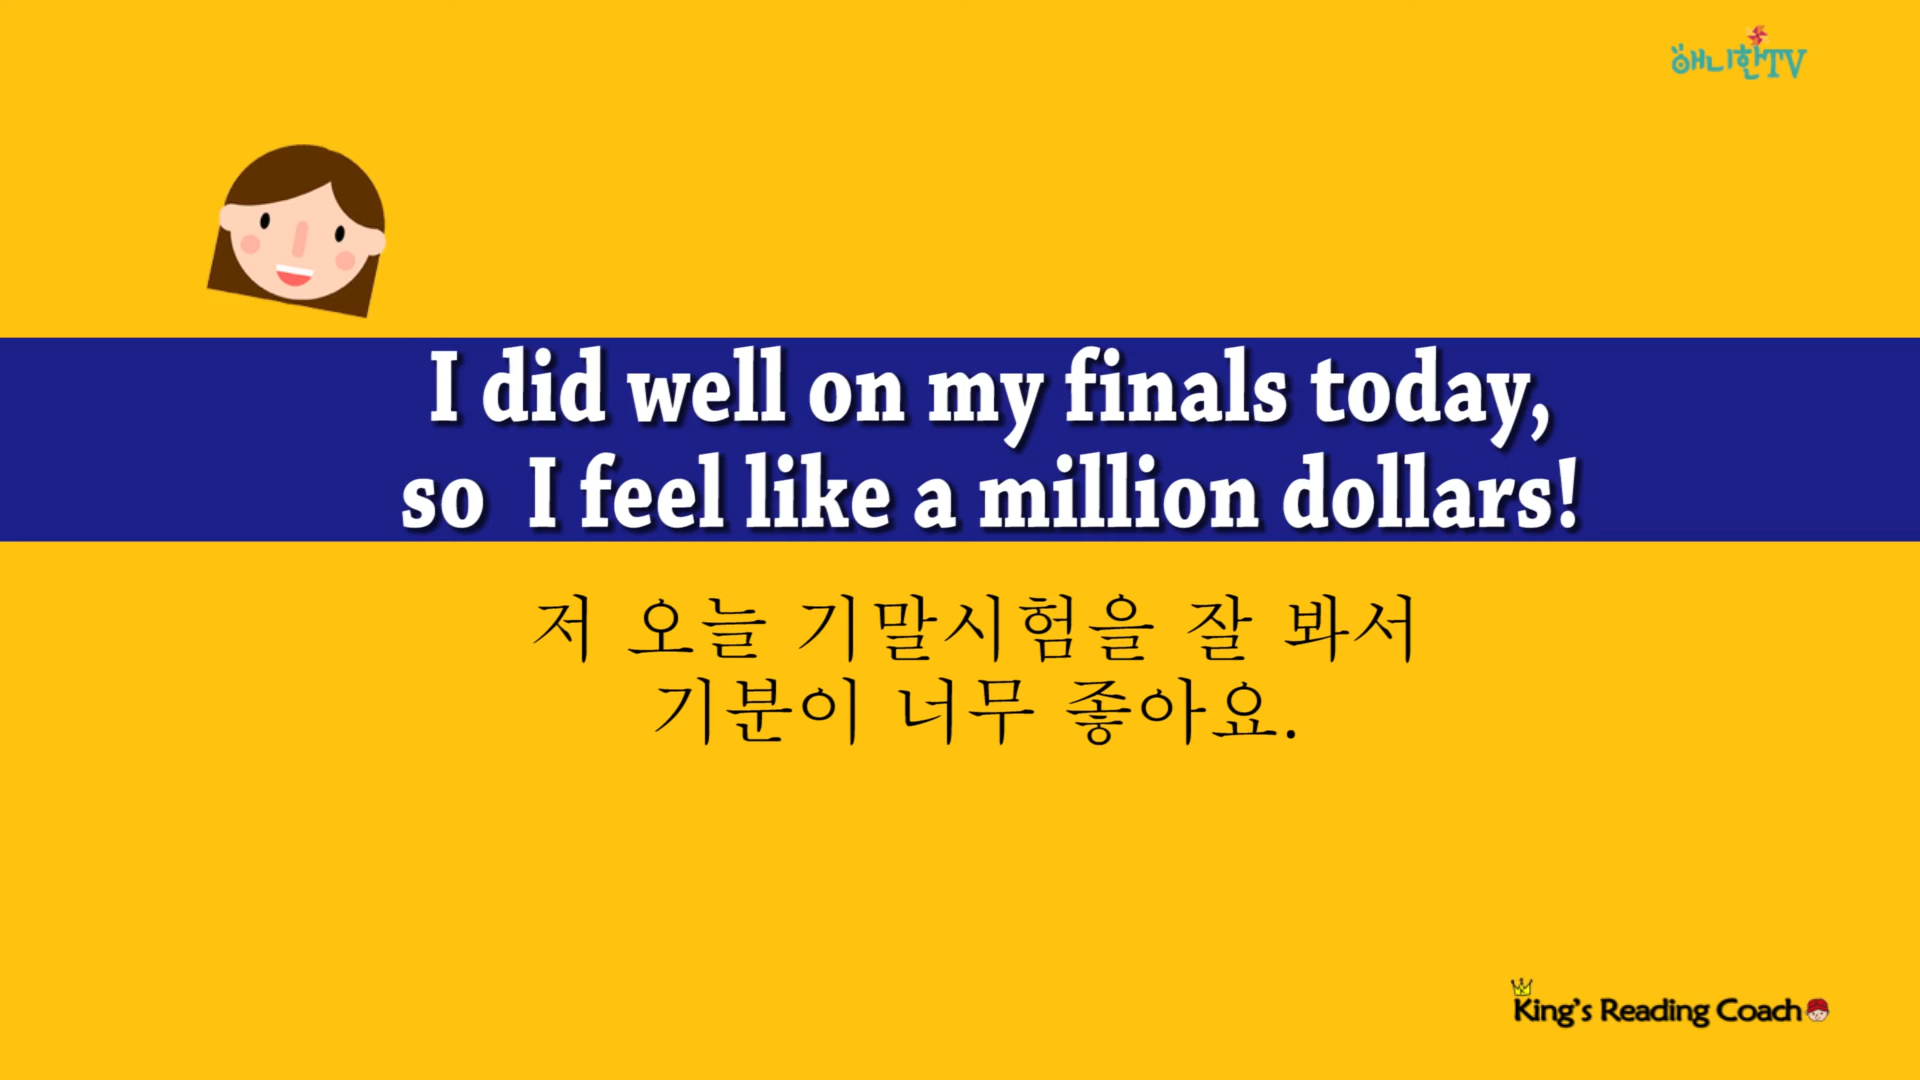 해니한TV
I did well on my finals today,
so I feel like a million dollars!
저 오늘 기말시험을 잘 봐서
기분이 너무 좋아요.
King's Reading Coach